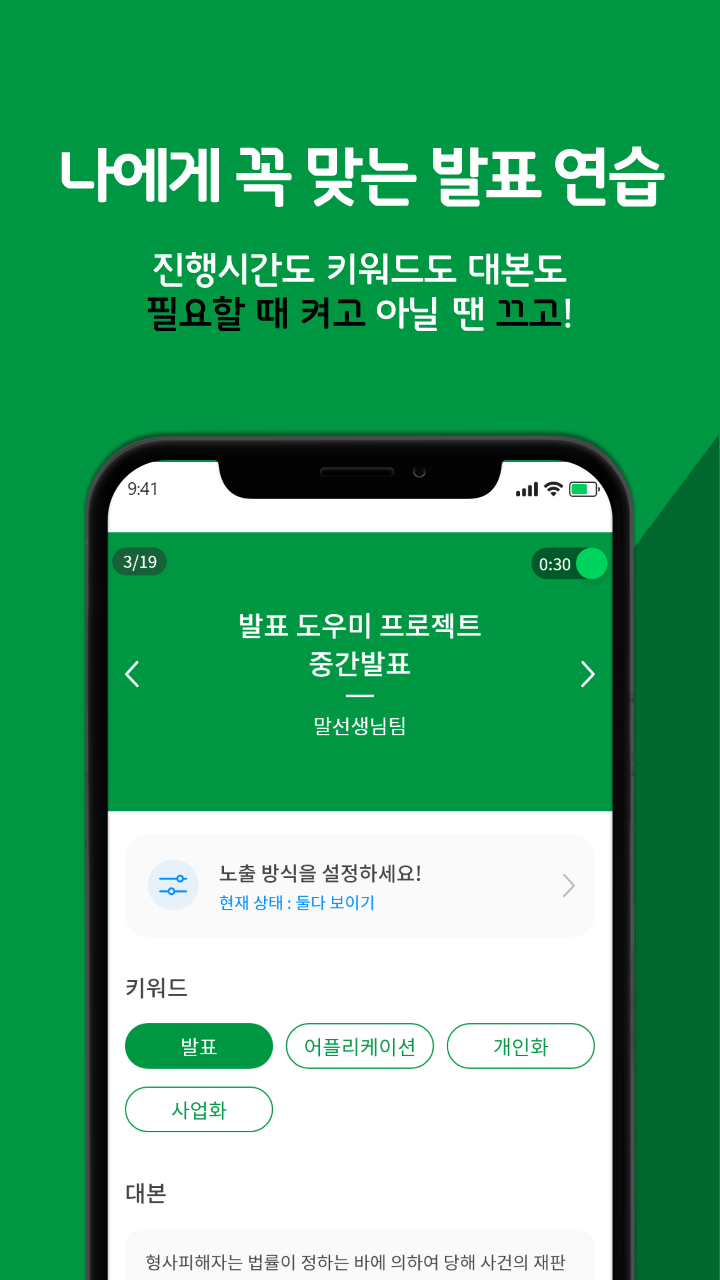 나에게 꼭 맞는 발표 연습
진행시간도 키워드도 대본도
필요할 때 켜고 아닐 땐 끄고!
9:41
3/19
0:30
발표 도우미 프로젝트
중간발표
말선생님팀
노출 방식을 설정하세요!
현재 상태 : 둘다 보이기
키워드
발표
어플리케이션
개인화
사업화
대본
형사피해자는 법률이 정하는 바에 의하여 당해 사건의 재판